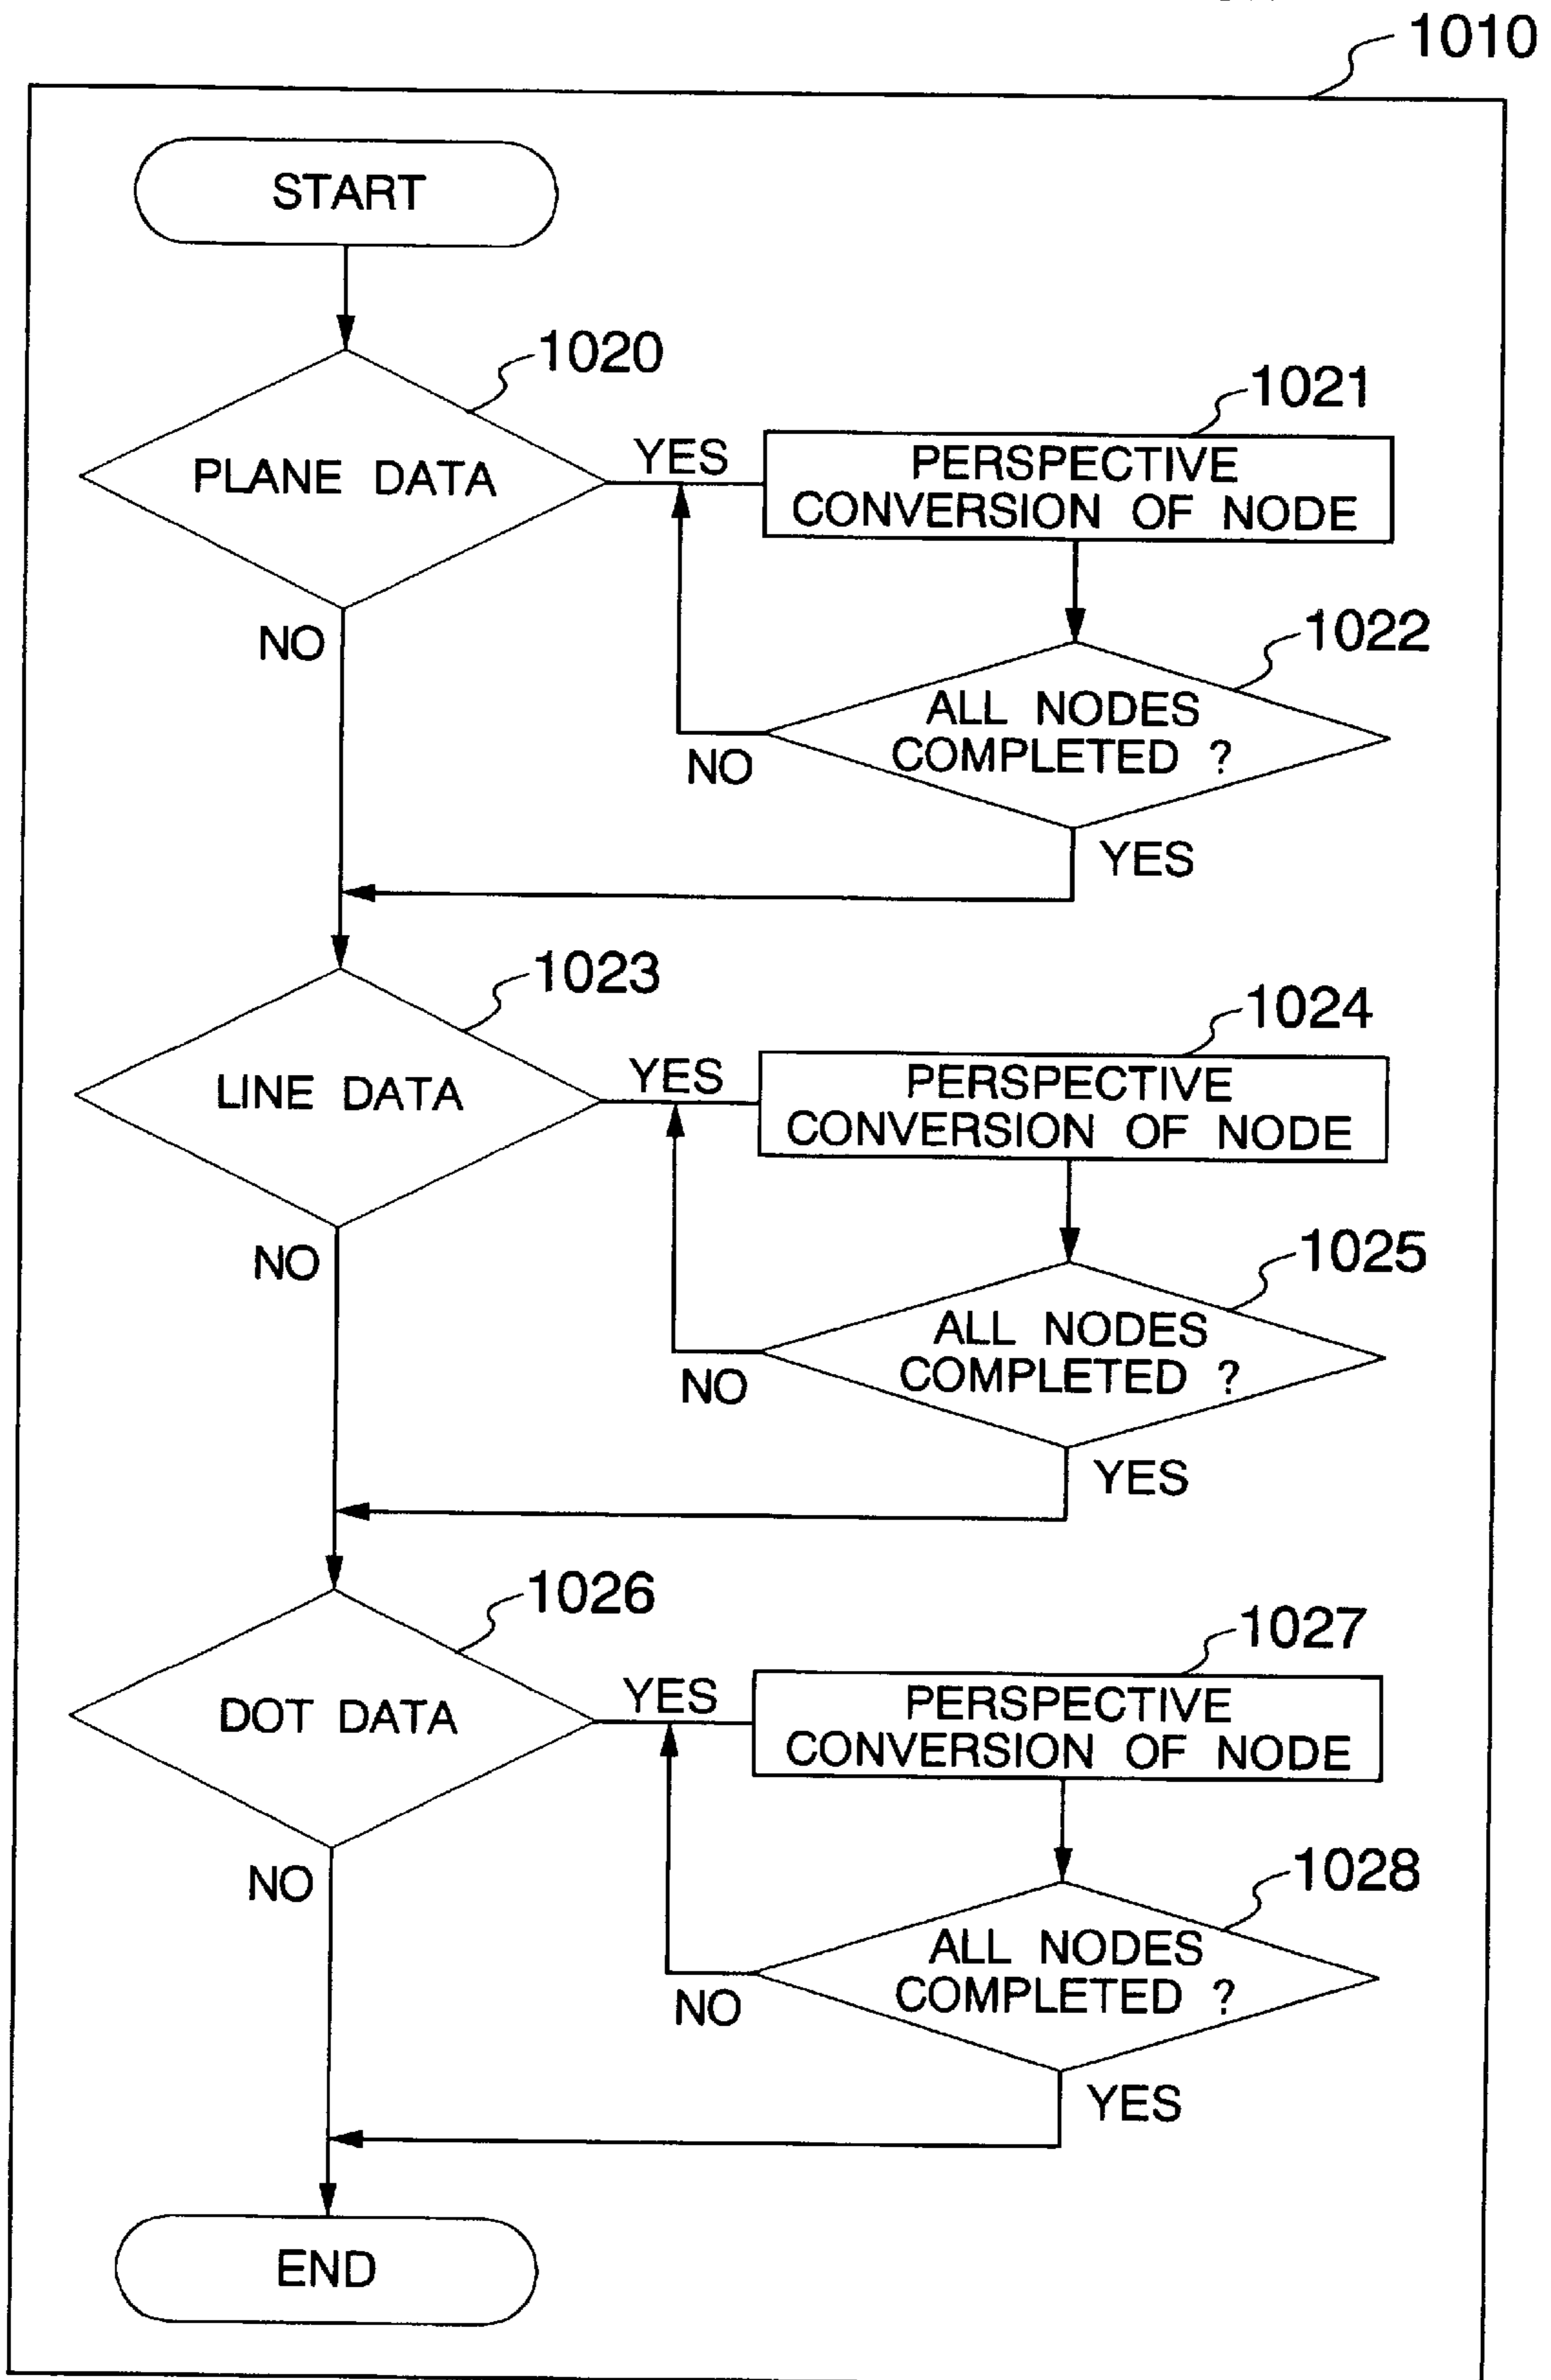 1010
START
1020
PLANE DATA
YES
1021
PERSPECTIVE
CONVERSION OF NODE
NO
1022
ALL NODES
COMPLETED ?
NO
YES
1023
LINE DATA
YES
1024
PERSPECTIVE
CONVERSION OF NODE
NO
1025
ALL NODES
COMPLETED ?
NO
YES
1026
DOT DATA
YES
1027
PERSPECTIVE
CONVERSION OF NODE
NO
1028
ALL NODES
COMPLETED ?
NO
YES
END